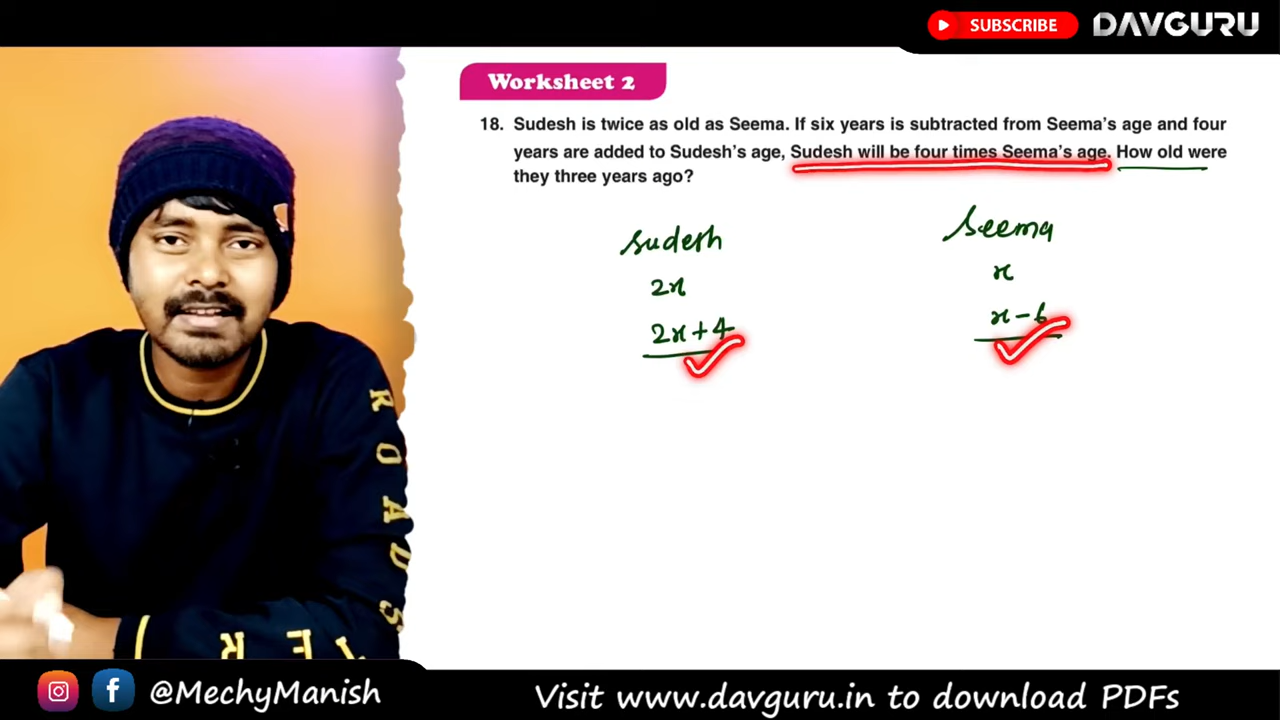 SUBSCRIBE DAVGURU
Worksheet 2
18. Sudesh is twice as old as Seema. If six years is subtracted from Seema's age and four
years are added to Sudesh's age, Sudesh will be four times Seema's age. How old were
they three years ago?
Sudesh Seema
2x x
2x+4 x-6
ROADSTER
@MechyManish Visit www.davguru.in to download PDFs